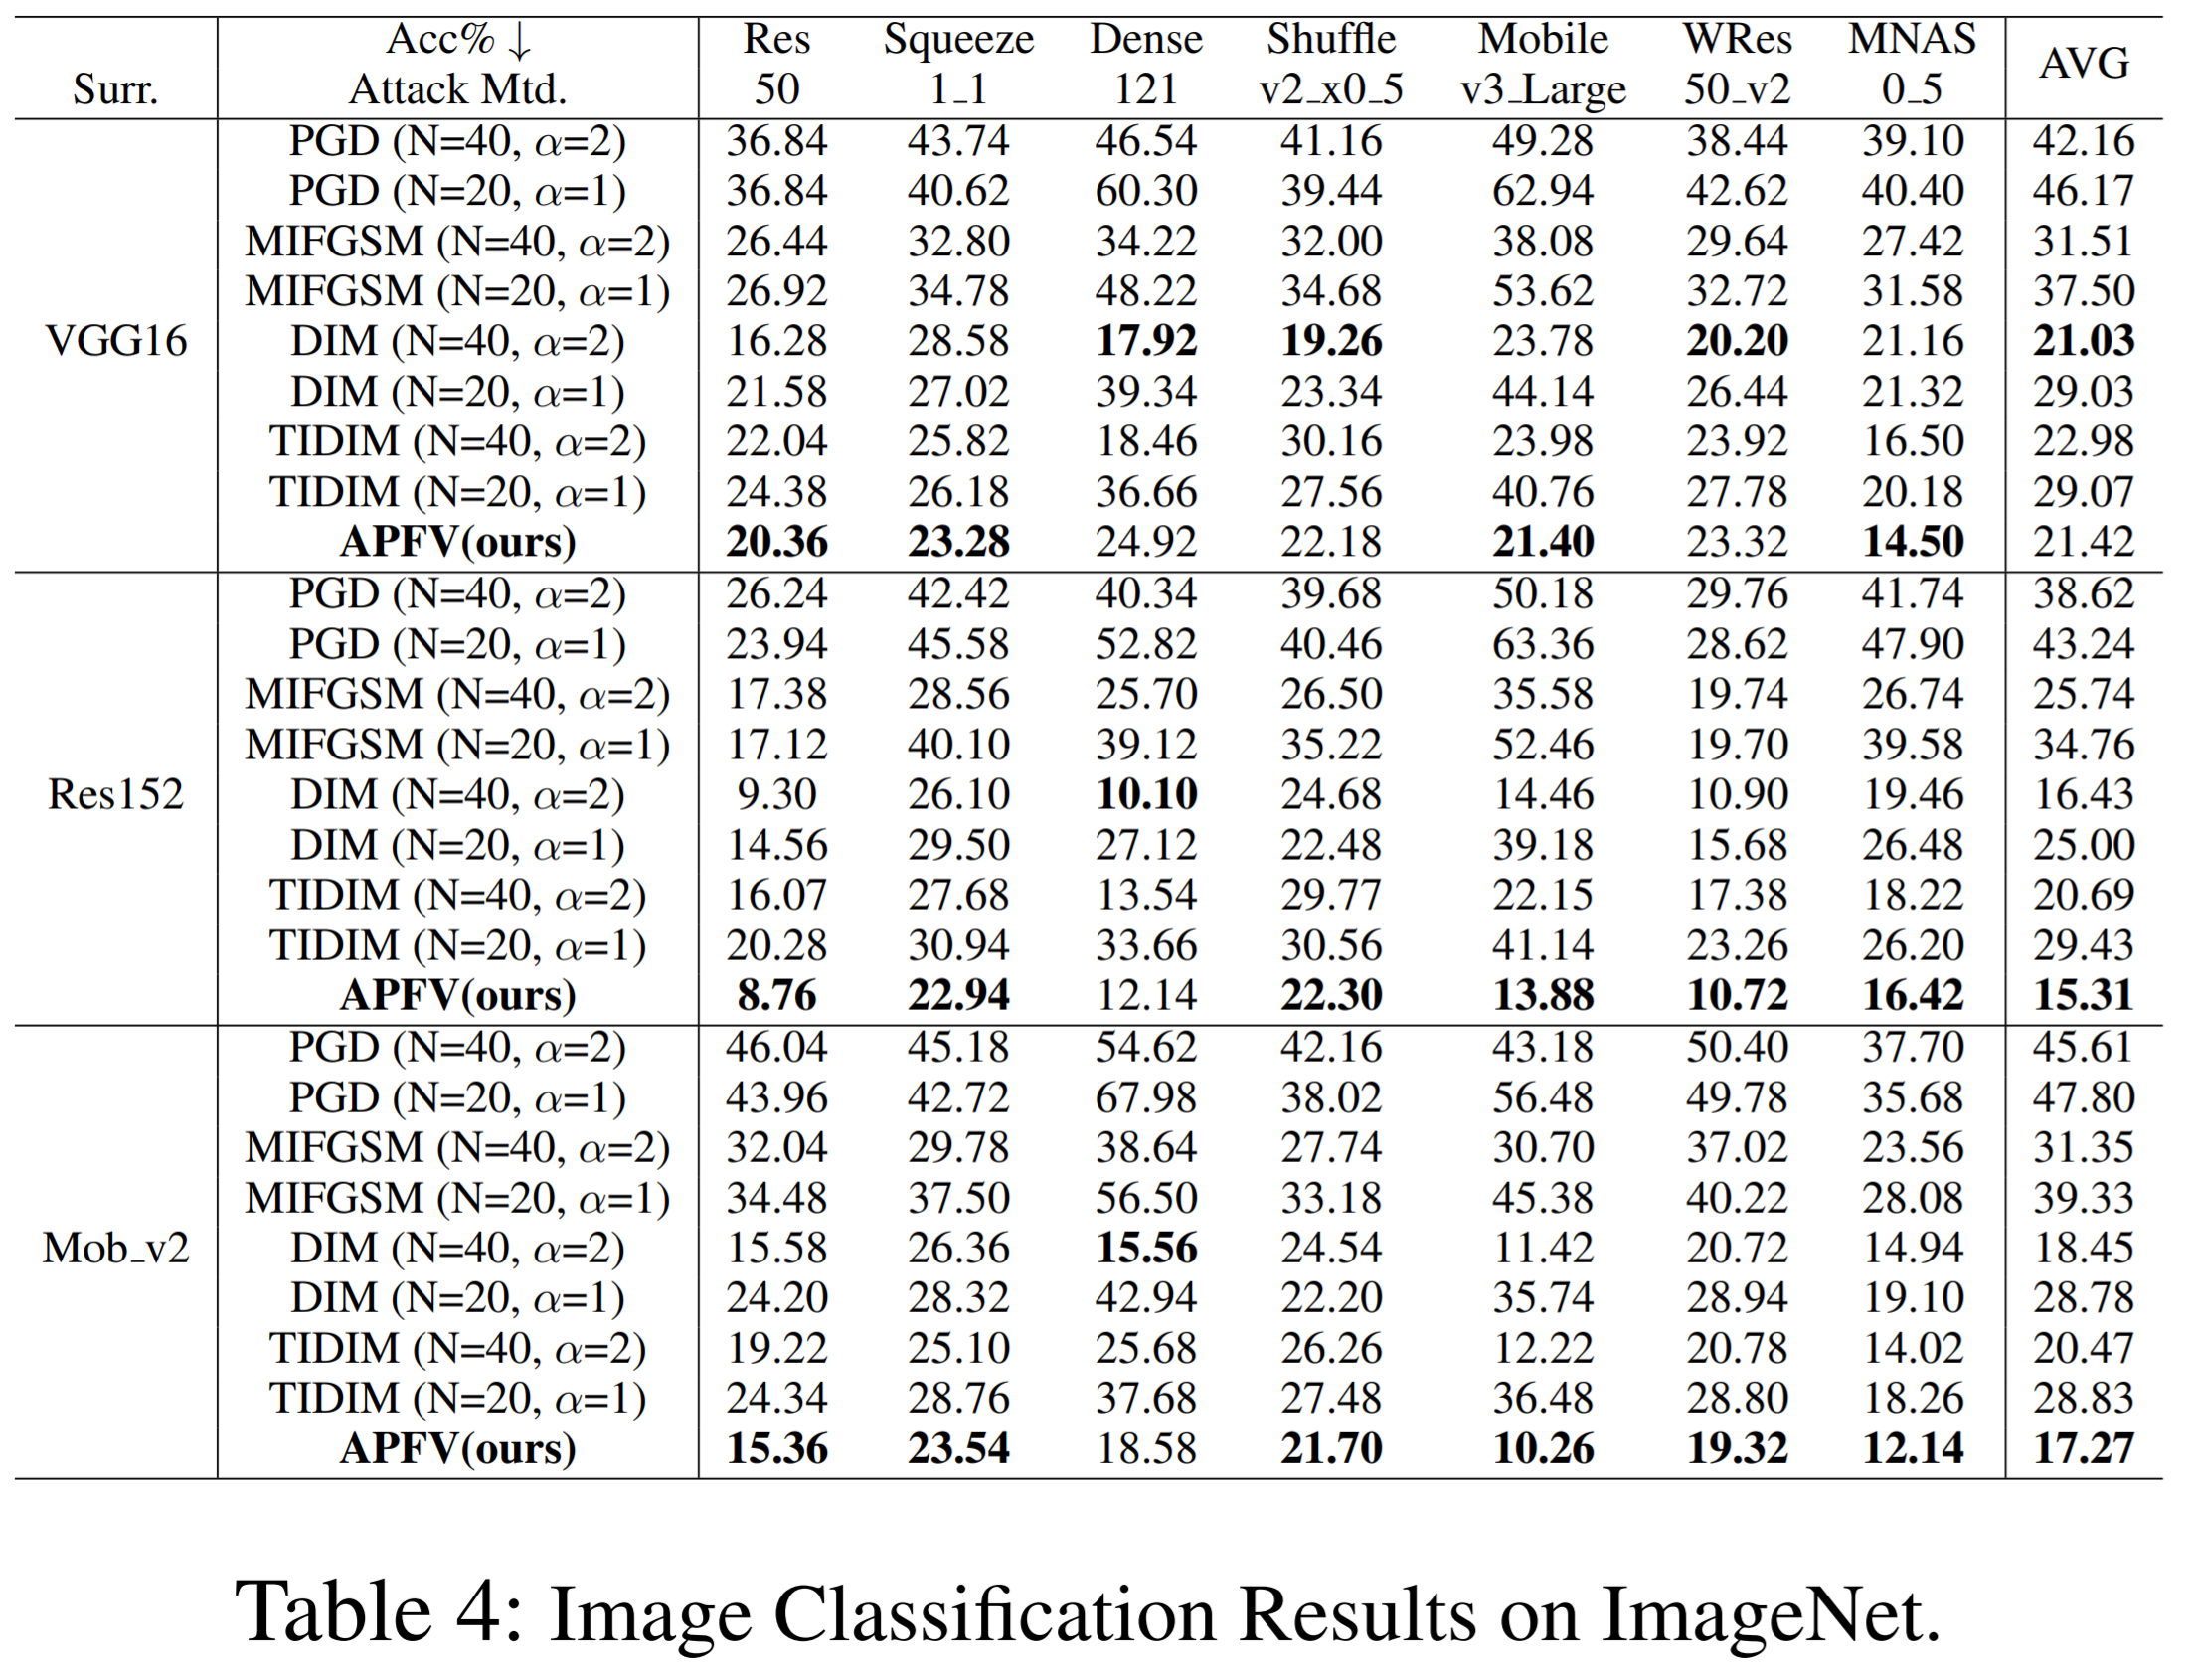 Acc% ↓ Res Squeeze Dense Shuffle Mobile WRes MNAS AVG
Surr. Attack Mtd. 50 1_1 121 v2_x0_5 v3_Large 50_v2 0_5
PGD (N=40, α=2) 36.84 43.74 46.54 41.16 49.28 38.44 39.10 42.16
PGD (N=20, α=1) 36.84 40.62 60.30 39.44 62.94 42.62 40.40 46.17
MIFGSM (N=40, α=2) 26.44 32.80 34.22 32.00 38.08 29.64 27.42 31.51
MIFGSM (N=20, α=1) 26.92 34.78 48.22 34.68 53.62 32.72 31.58 37.50
VGG16 DIM (N=40, α=2) 16.28 28.58 17.92 19.26 23.78 20.20 21.16 21.03
DIM (N=20, α=1) 21.58 27.02 39.34 23.34 44.14 26.44 21.32 29.03
TIDIM (N=40, α=2) 22.04 25.82 18.46 30.16 23.98 23.92 16.50 22.98
TIDIM (N=20, α=1) 24.38 26.18 36.66 27.56 40.76 27.78 20.18 29.07
APFV(ours) 20.36 23.28 24.92 22.18 21.40 23.32 14.50 21.42
PGD (N=40, α=2) 26.24 42.42 40.34 39.68 50.18 29.76 41.74 38.62
PGD (N=20, α=1) 23.94 45.58 52.82 40.46 63.36 28.62 47.90 43.24
MIFGSM (N=40, α=2) 17.38 28.56 25.70 26.50 35.58 19.74 26.74 25.74
MIFGSM (N=20, α=1) 17.12 40.10 39.12 35.22 52.46 19.70 39.58 34.76
Res152 DIM (N=40, α=2) 9.30 26.10 10.10 24.68 14.46 10.90 19.46 16.43
DIM (N=20, α=1) 14.56 29.50 27.12 22.48 39.18 15.68 26.48 25.00
TIDIM (N=40, α=2) 16.07 27.68 13.54 29.77 22.15 17.38 18.22 20.69
TIDIM (N=20, α=1) 20.28 30.94 33.66 30.56 41.14 23.26 26.20 29.43
APFV(ours) 8.76 22.94 12.14 22.30 13.88 10.72 16.42 15.31
PGD (N=40, α=2) 46.04 45.18 54.62 42.16 43.18 50.40 37.70 45.61
PGD (N=20, α=1) 43.96 42.72 67.98 38.02 56.48 49.78 35.68 47.80
MIFGSM (N=40, α=2) 32.04 29.78 38.64 27.74 30.70 37.02 23.56 31.35
MIFGSM (N=20, α=1) 34.48 37.50 56.50 33.18 45.38 40.22 28.08 39.33
Mob_v2 DIM (N=40, α=2) 15.58 26.36 15.56 24.54 11.42 20.72 14.94 18.45
DIM (N=20, α=1) 24.20 28.32 42.94 22.20 35.74 28.94 19.10 28.78
TIDIM (N=40, α=2) 19.22 25.10 25.68 26.26 12.22 20.78 14.02 20.47
TIDIM (N=20, α=1) 24.34 28.76 37.68 27.48 36.48 28.80 18.26 28.83
APFV(ours) 15.36 23.54 18.58 21.70 10.26 19.32 12.14 17.27
Table 4: Image Classification Results on ImageNet.